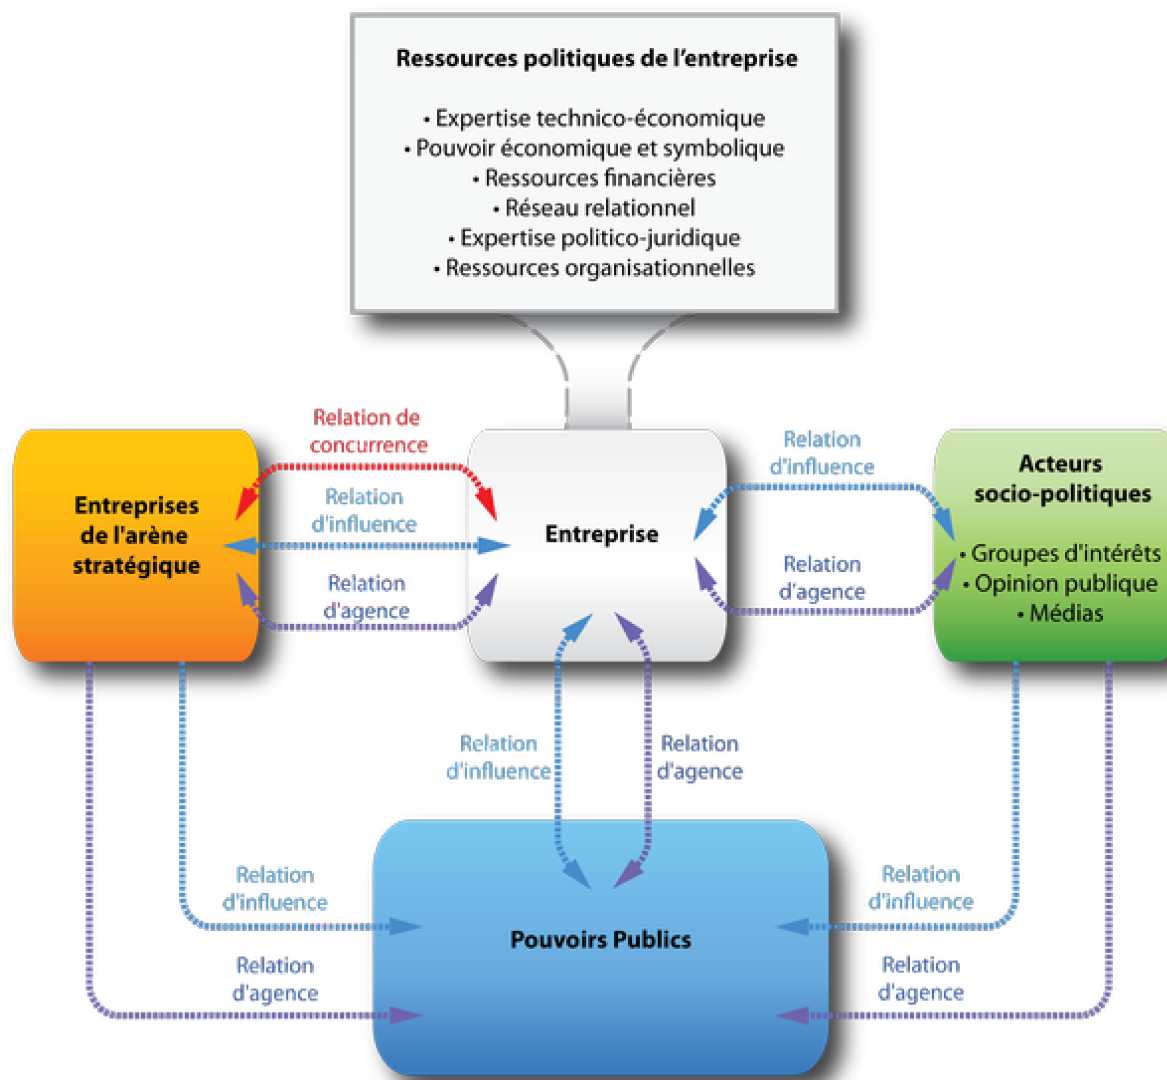 Ressources politiques de l'entreprise
• Expertise technico-économique
• Pouvoir économique et symbolique
• Ressources financières
• Réseau relationnel
• Expertise politico-juridique
• Ressources organisationnelles
Relation de
concurrence
Relation
d'influence
Relation
d'agence
Entreprises
de l'arène
stratégique
Entreprise
Relation
d'influence
Relation
d'agence
Acteurs
socio-politiques
• Groupes d'intérêts
• Opinion publique
• Médias
Relation
d'influence
Relation
d'agence
Relation
d'influence
Relation
d'agence
Pouvoirs Publics
Relation
d'influence
Relation
d'agence